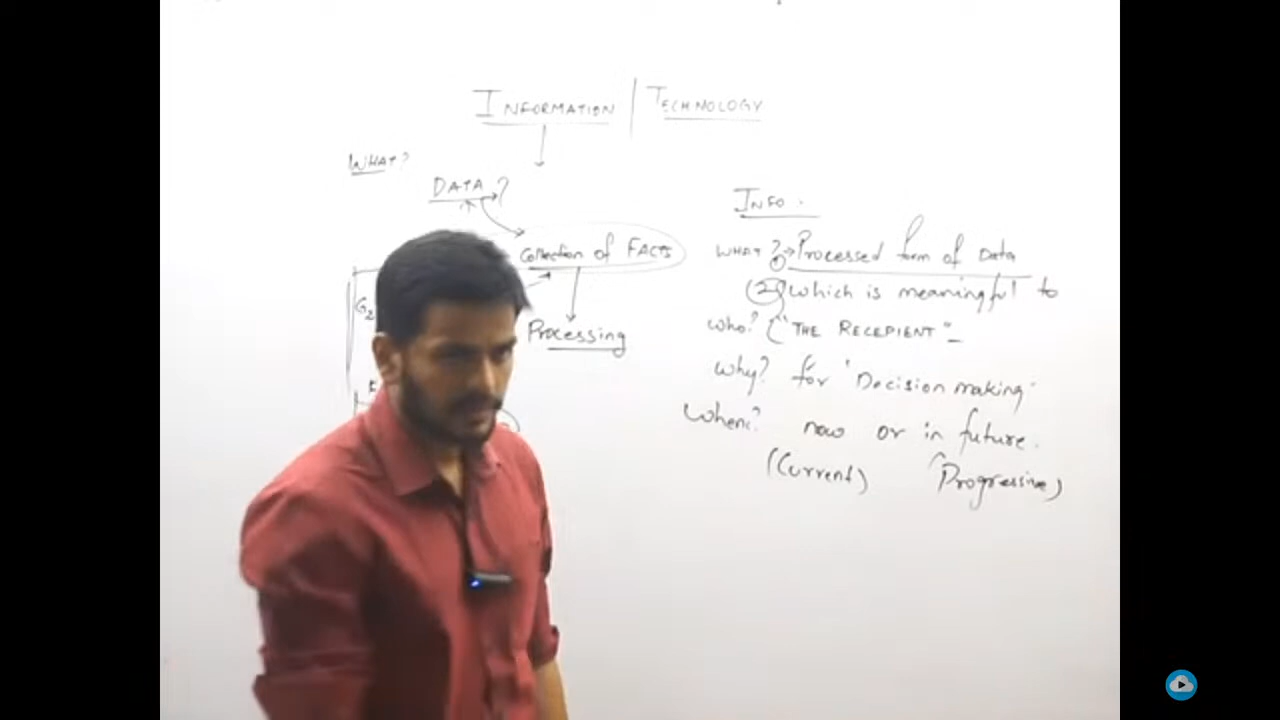 INFORMATION | TECHNOLOGY
WHAT?
DATA ?
Collection of FACTS
Processing
G2
INFO.
WHAT? → Processed form of Data
(2) which is meaningful to
who? "THE RECEPIENT"
Why? for 'Decision making'
When? now or in future.
(Current) (Progressive)